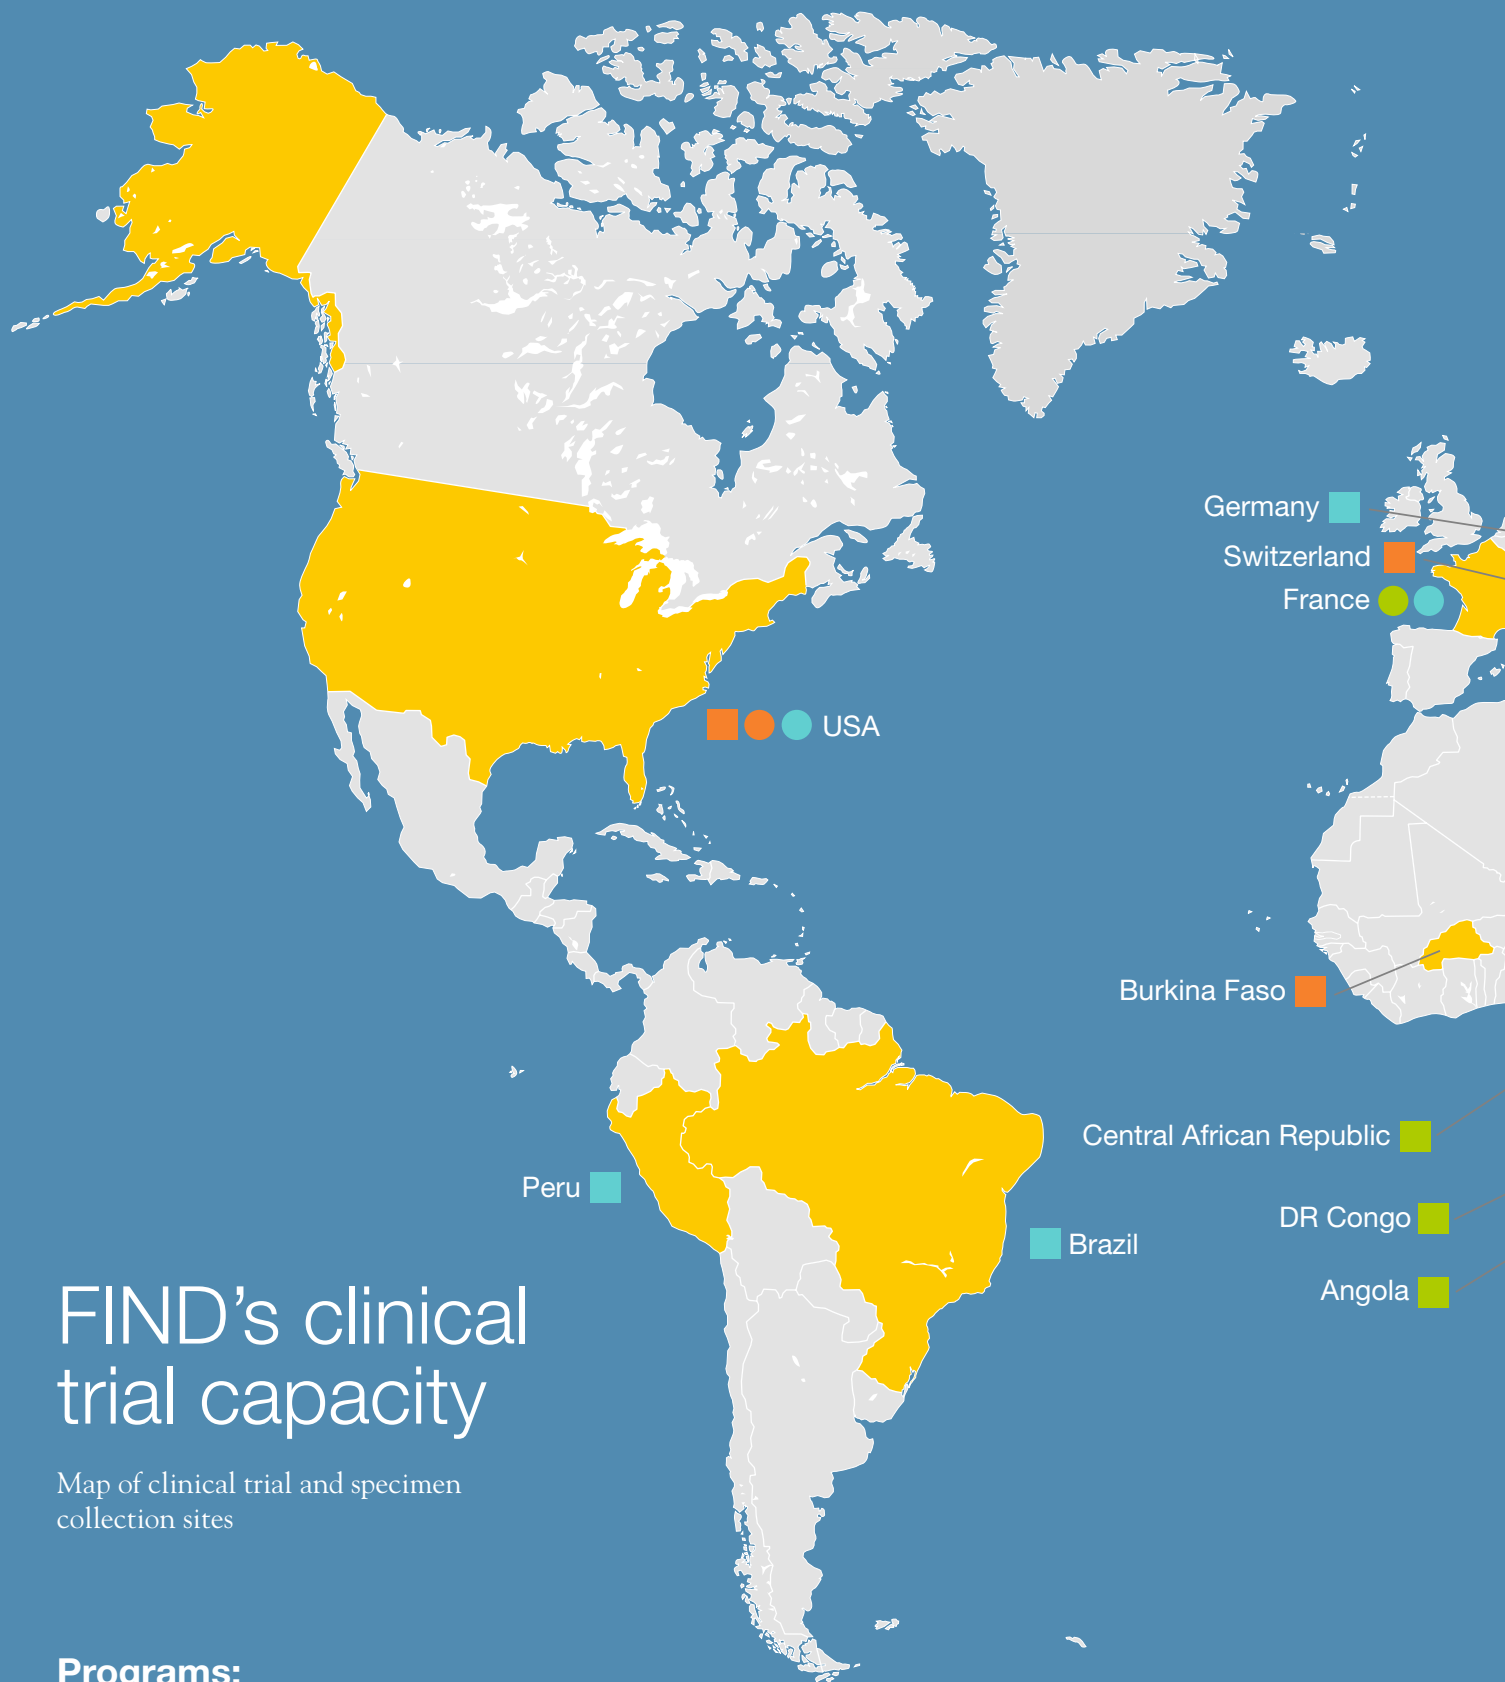 Germany
Switzerland
France
USA
Burkina Faso
Central African Republic
Peru
DR Congo
Brazil
Angola
FIND’s clinical
trial capacity
Map of clinical trial and specimen
collection sites
Programs: